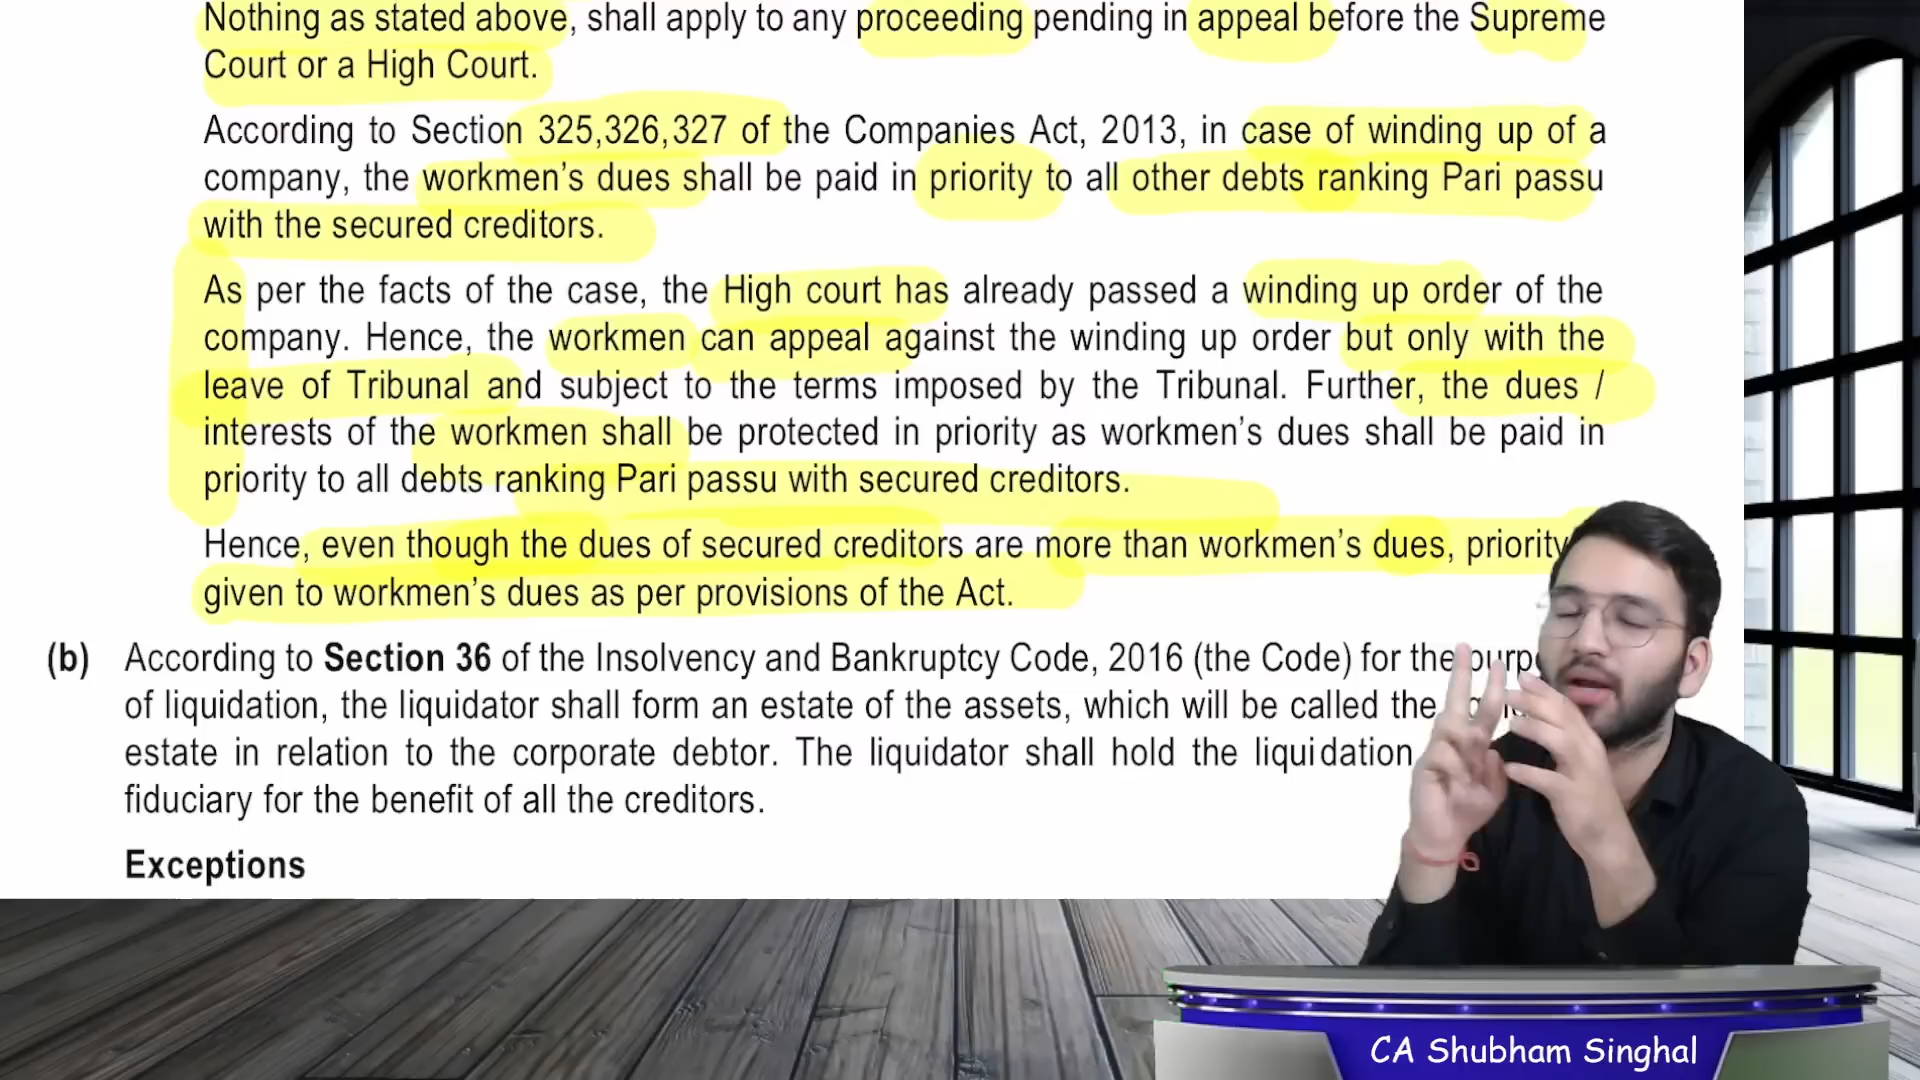 Nothing as stated above, shall apply to any proceeding pending in appeal before the Supreme
Court or a High Court.
According to Section 325,326,327 of the Companies Act, 2013, in case of winding up of a
company, the workmen's dues shall be paid in priority to all other debts ranking Pari passu
with the secured creditors.
As per the facts of the case, the High court has already passed a winding up order of the
company. Hence, the workmen can appeal against the winding up order but only with the
leave of Tribunal and subject to the terms imposed by the Tribunal. Further, the dues /
interests of the workmen shall be protected in priority as workmen's dues shall be paid in
priority to all debts ranking Pari passu with secured creditors.
Hence, even though the dues of secured creditors are more than workmen's dues, priority
given to workmen's dues as per provisions of the Act.
(b) According to Section 36 of the Insolvency and Bankruptcy Code, 2016 (the Code) for the
of liquidation, the liquidator shall form an estate of the assets, which will be called the
estate in relation to the corporate debtor. The liquidator shall hold the liquidation
fiduciary for the benefit of all the creditors.
Exceptions
CA Shubham Singhal